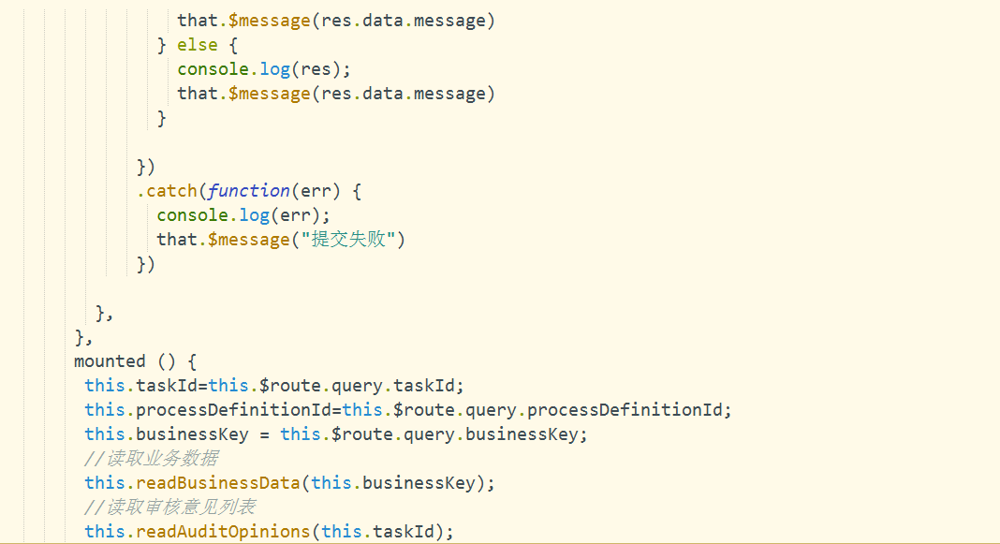 that.$message(res.data.message)
} else {
console.log(res);
that.$message(res.data.message)
}
})
.catch(function(err) {
console.log(err);
that.$message("提交失败")
})
},
},
mounted () {
this.taskId=this.$route.query.taskId;
this.processDefinitionId=this.$route.query.processDefinitionId;
this.businessKey = this.$route.query.businessKey;
//读取业务数据
this.readBusinessData(this.businessKey);
//读取审核意见列表
this.readAuditOpinions(this.taskId);